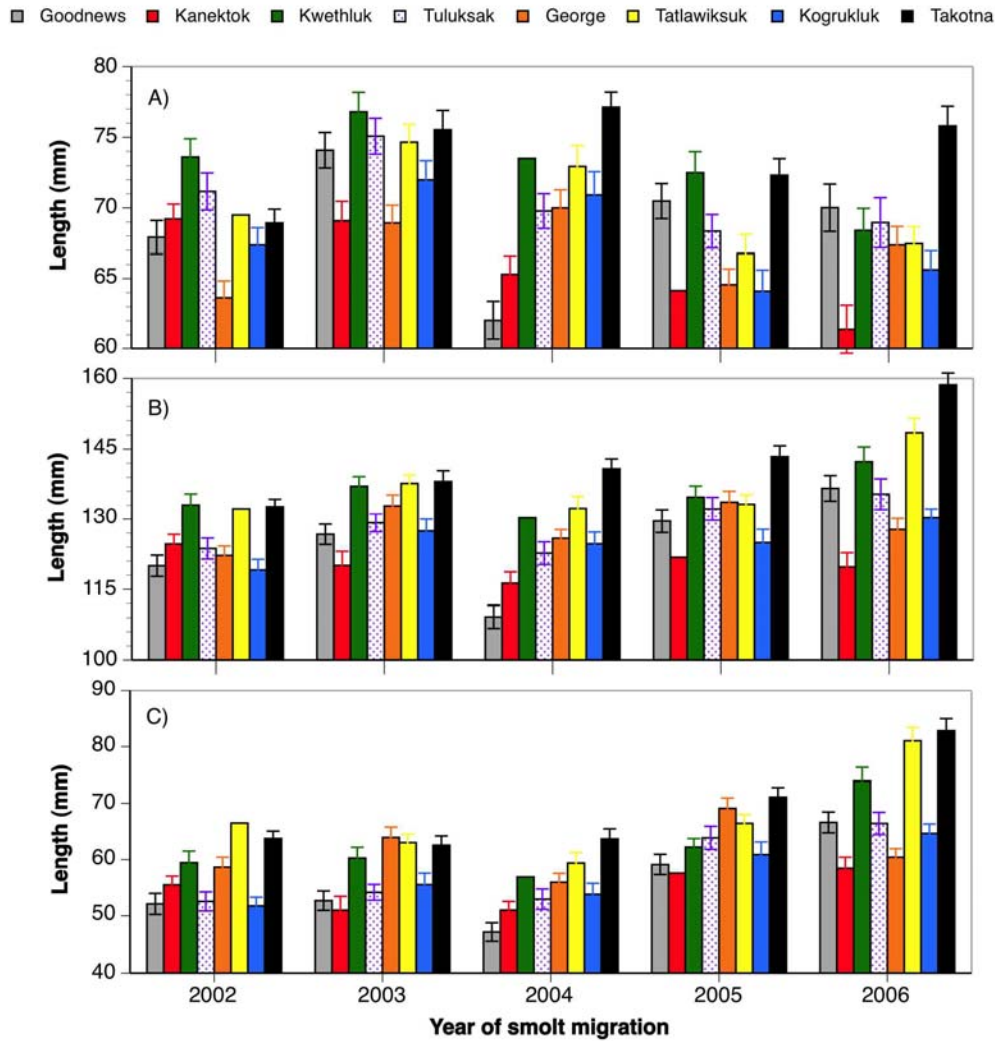 Goodnews Kanektok Kwethluk Tuluksak George Tatlawiksuk Kogrukluk Takotna
A)
Length (mm)
80
75
70
65
60
B)
Length (mm)
160
145
130
115
100
C)
Length (mm)
90
80
70
60
50
40
2002 2003 2004 2005 2006
Year of smolt migration